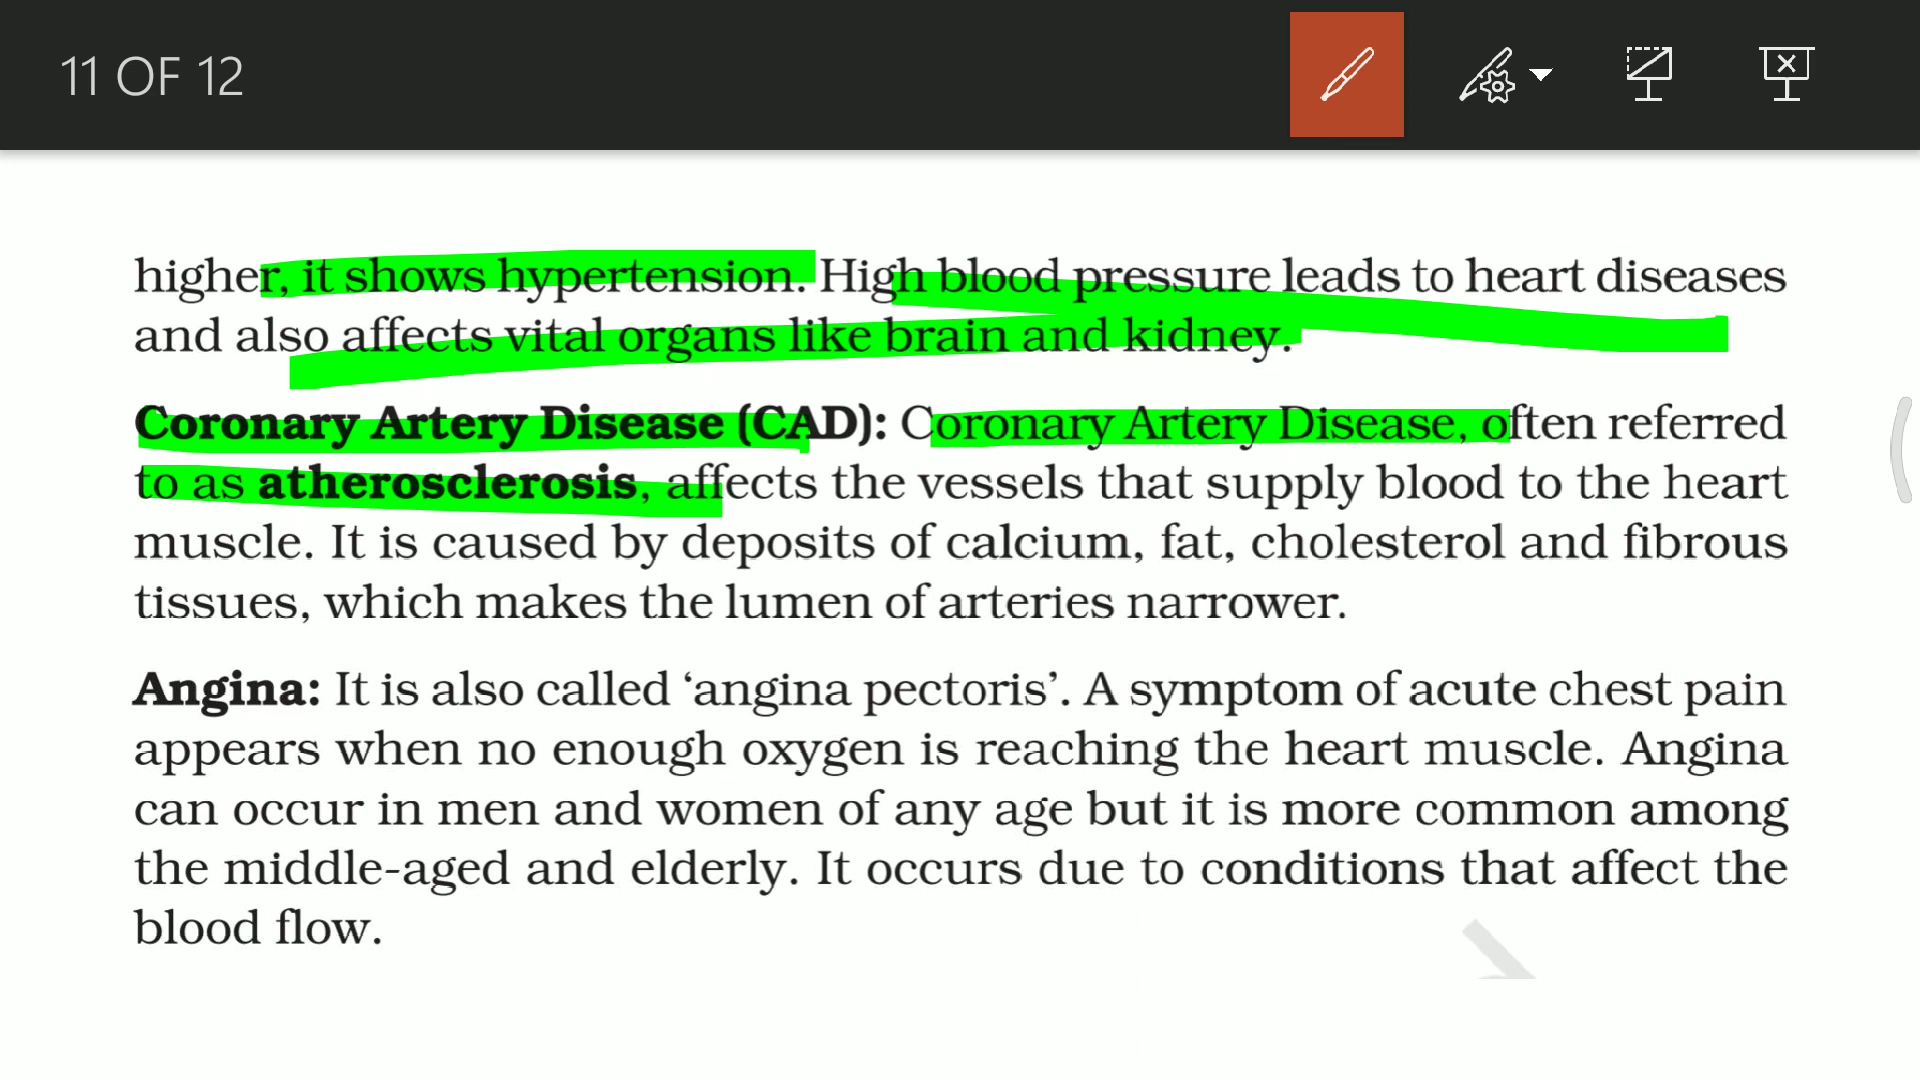 11 OF 12
higher, it shows hypertension. High blood pressure leads to heart diseases
and also affects vital organs like brain and kidney.
Coronary Artery Disease (CAD): Coronary Artery Disease, often referred
to as atherosclerosis, affects the vessels that supply blood to the heart
muscle. It is caused by deposits of calcium, fat, cholesterol and fibrous
tissues, which makes the lumen of arteries narrower.
Angina: It is also called ‘angina pectoris’. A symptom of acute chest pain
appears when no enough oxygen is reaching the heart muscle. Angina
can occur in men and women of any age but it is more common among
the middle-aged and elderly. It occurs due to conditions that affect the
blood flow.